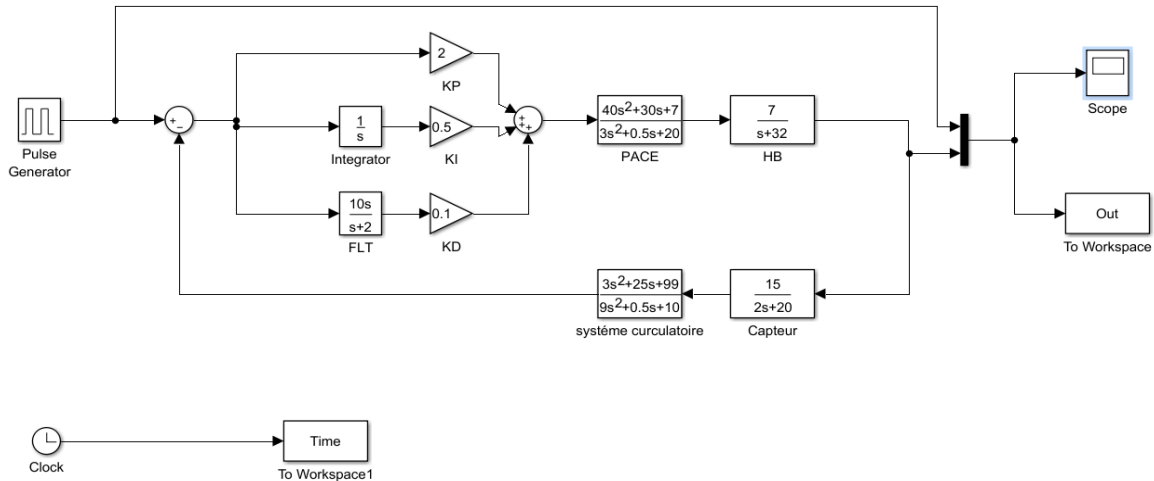 Pulse
Generator
+
−
2
KP
1
s
Integrator
0.5
KI
10s
s+2
FLT
0.1
KD
+
+
+
40s2+30s+7
3s2+0.5s+20
PACE
7
s+32
HB
Scope
Out
To Workspace
3s2+25s+99
9s2+0.5s+10
systéme curculatoire
15
2s+20
Capteur
Clock
Time
To Workspace1